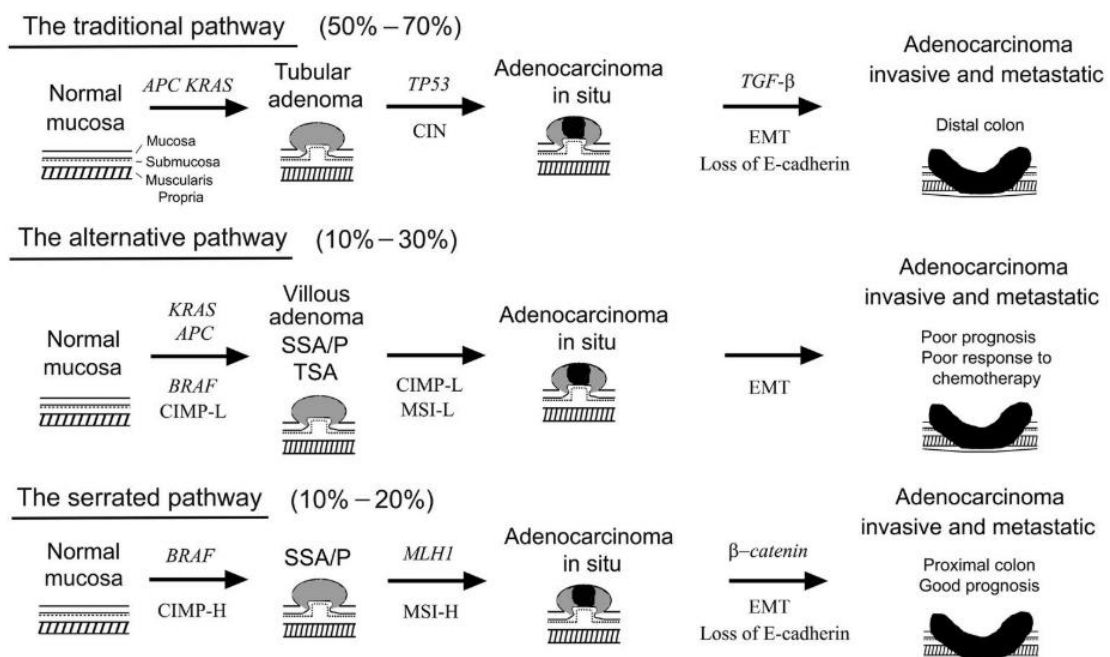 The traditional pathway (50% – 70%)
Normal
mucosa
Mucosa
Submucosa
Muscularis
Propria
APC KRAS
Tubular
adenoma
TP53
CIN
Adenocarcinoma
in situ
TGF-β
EMT
Loss of E-cadherin
Adenocarcinoma
invasive and metastatic
Distal colon
The alternative pathway (10% – 30%)
Normal
mucosa
KRAS
APC
BRAF
CIMP-L
Villous
adenoma
SSA/P
TSA
CIMP-L
MSI-L
Adenocarcinoma
in situ
EMT
Adenocarcinoma
invasive and metastatic
Poor prognosis
Poor response to
chemotherapy
The serrated pathway (10% – 20%)
Normal
mucosa
BRAF
CIMP-H
SSA/P
MLH1
MSI-H
Adenocarcinoma
in situ
β–catenin
EMT
Loss of E-cadherin
Adenocarcinoma
invasive and metastatic
Proximal colon
Good prognosis